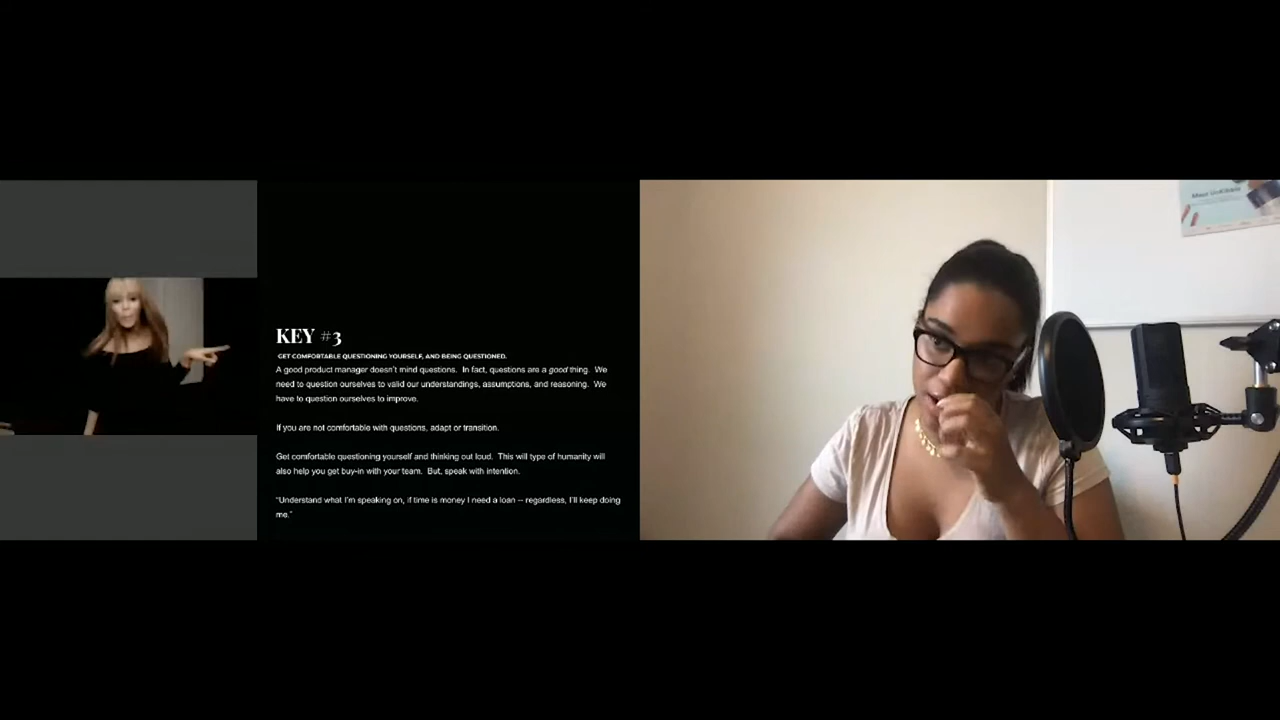 KEY #3
GET COMFORTABLE QUESTIONING YOURSELF, AND BEING QUESTIONED.
A good product manager doesn't mind questions. In fact, questions are a good thing. We
need to question ourselves to valid our understandings, assumptions, and reasoning. We
have to question ourselves to improve.
If you are not comfortable with questions, adapt or transition.
Get comfortable questioning yourself and thinking out loud. This will type of humanity will
also help you get buy-in with your team. But, speak with intention.
"Understand what I'm speaking on, if time is money I need a loan -- regardless, I'll keep doing
me."
Meet